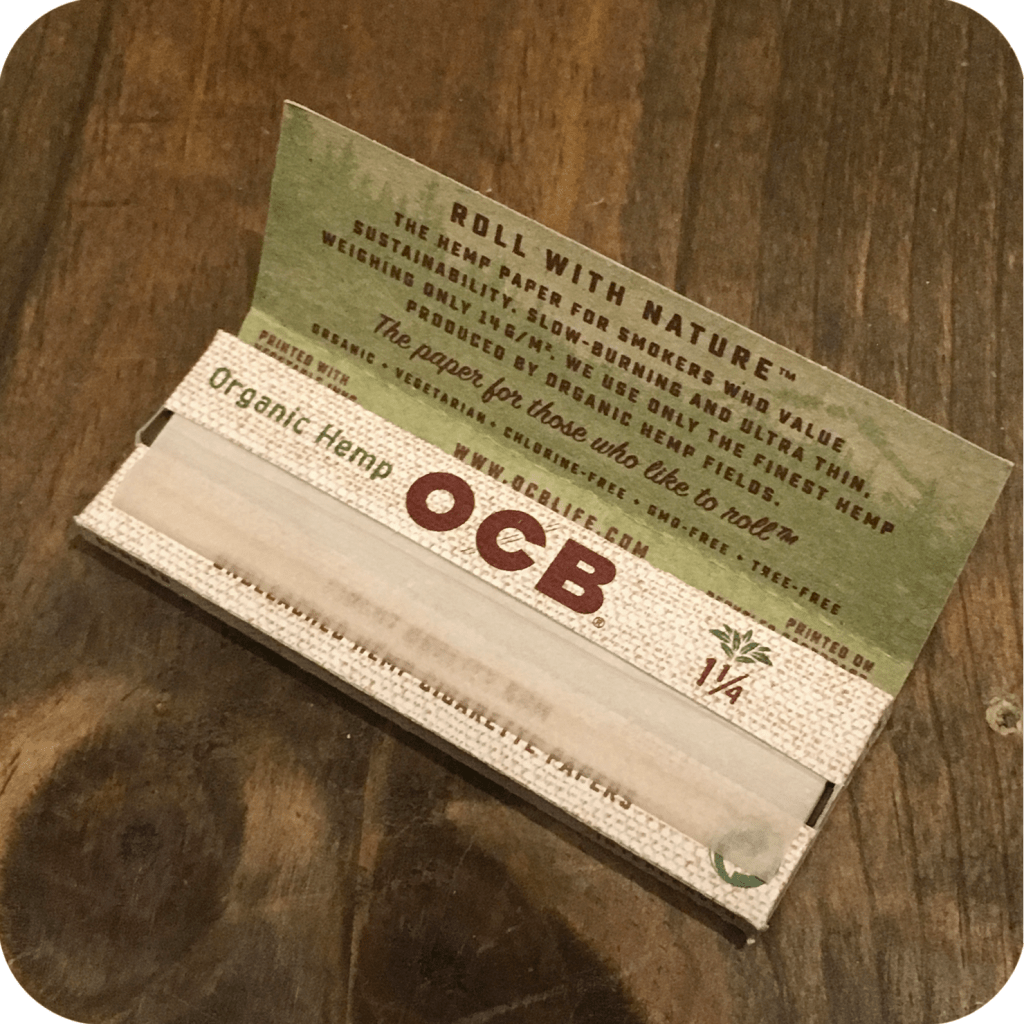 ROLL WITH NATURE™
THE HEMP PAPER FOR SMOKERS WHO VALUE
SUSTAINABILITY. SLOW-BURNING AND ULTRA THIN,
WEIGHING ONLY 14G/M². WE USE ONLY THE FINEST HEMP
PRODUCED BY ORGANIC HEMP FIELDS.
The paper for those who like to roll™
ORGANIC • VEGETARIAN • CHLORINE-FREE • GMO-FREE • TREE-FREE
PRINTED WITH
WWW.OCBLIFE.COM
PRINTED ON
Organic Hemp
OCB®
1 1/4
UNBLEACHED HEMP CIGARETTE PAPERS